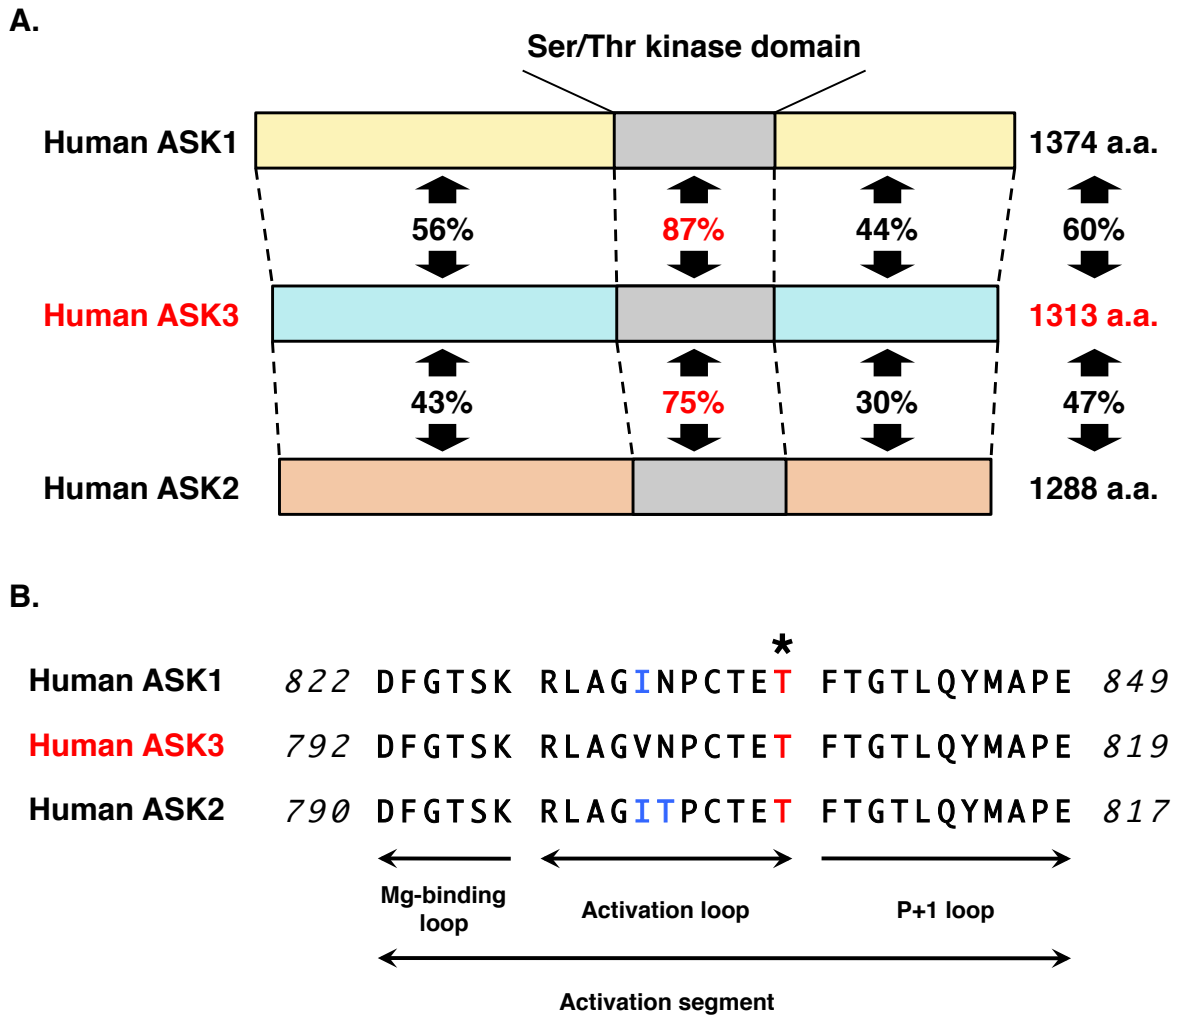 A.
Ser/Thr kinase domain
Human ASK1 1374 a.a.
56% 87% 44% 60%
Human ASK3 1313 a.a.
43% 75% 30% 47%
Human ASK2 1288 a.a.
B.
*
Human ASK1 822 DFGTSK RLAGINPCTET FTGTLQYMAPE 849
Human ASK3 792 DFGTSK RLAGVNPCTET FTGTLQYMAPE 819
Human ASK2 790 DFGTSK RLAGITPCTET FTGTLQYMAPE 817
Mg-binding
loop
Activation loop
P+1 loop
Activation segment